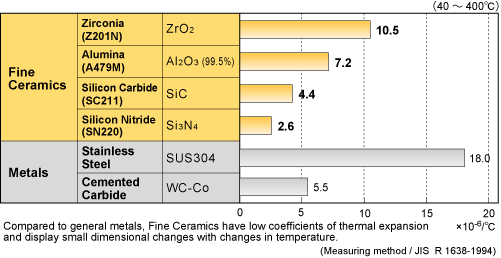 (40 ～ 400℃)
Fine
Ceramics
Zirconia
(Z201N)
ZrO₂
10.5
Alumina
(A479M)
Al₂O₃ (99.5%)
7.2
Silicon Carbide
(SC211)
SiC
4.4
Silicon Nitride
(SN220)
Si₃N₄
2.6
Metals
Stainless
Steel
SUS304
18.0
Cemented
Carbide
WC-Co
5.5
0 5 10 15 20
×10⁻⁶/℃
Compared to general metals, Fine Ceramics have low coefficients of thermal expansion
and display small dimensional changes with changes in temperature.
(Measuring method / JIS R 1638-1994)